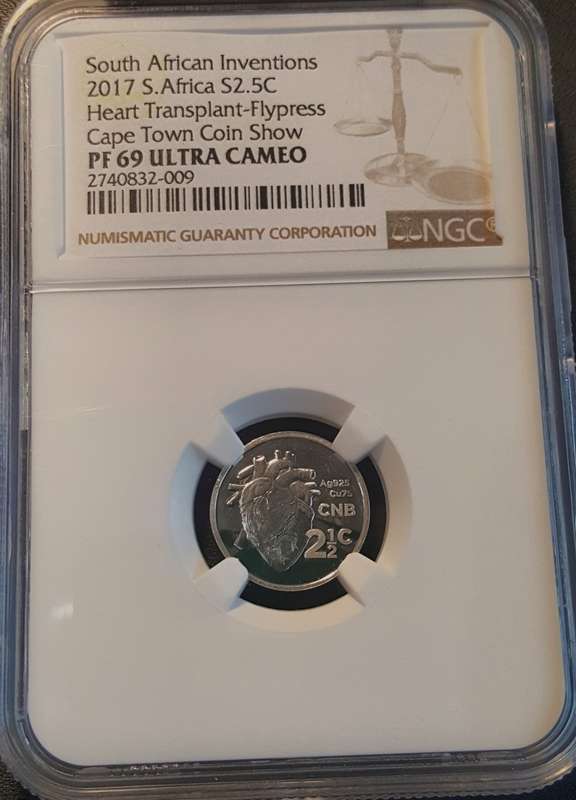 South African Inventions
2017 S.Africa S2.5C
Heart Transplant-Flypress
Cape Town Coin Show
PF 69 ULTRA CAMEO
2740832-009
NUMISMATIC GUARANTY CORPORATION
NGC®
Ag925
Cu75
CNB
2½C